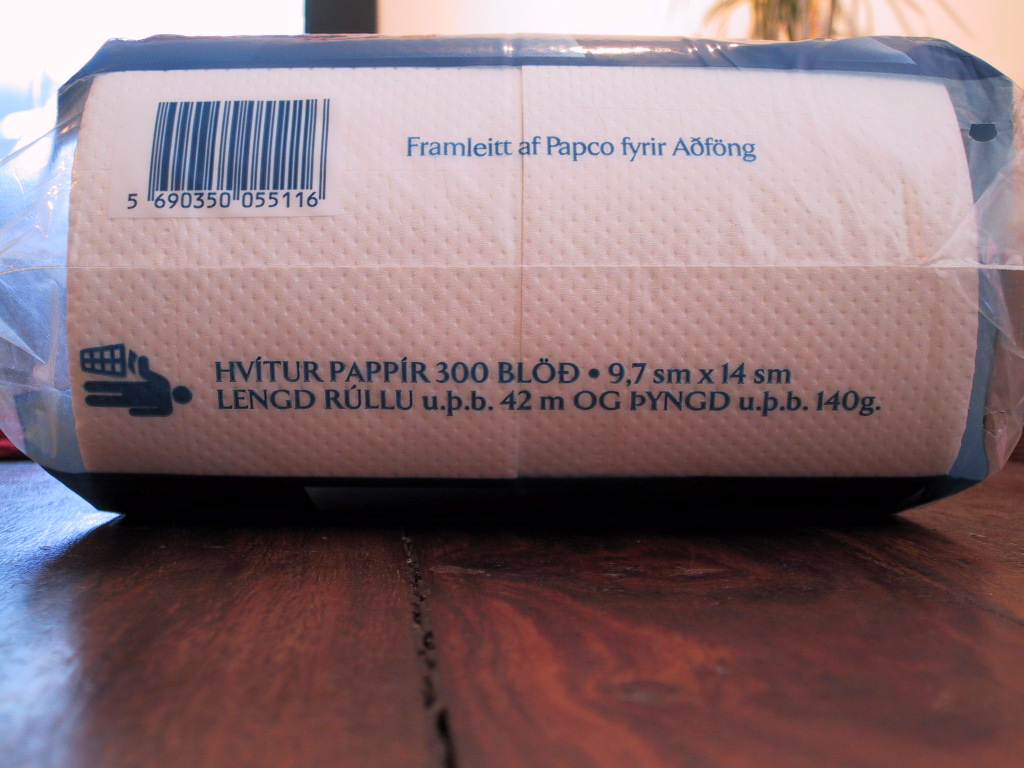 5 690350 055116
Framleitt af Papco fyrir Aðföng
HVÍTUR PAPPÍR 300 BLÖÐ • 9,7 sm x 14 sm
LENGD RÚLLU u.þ.b. 42 m OG ÞYNGD u.þ.b. 140g.